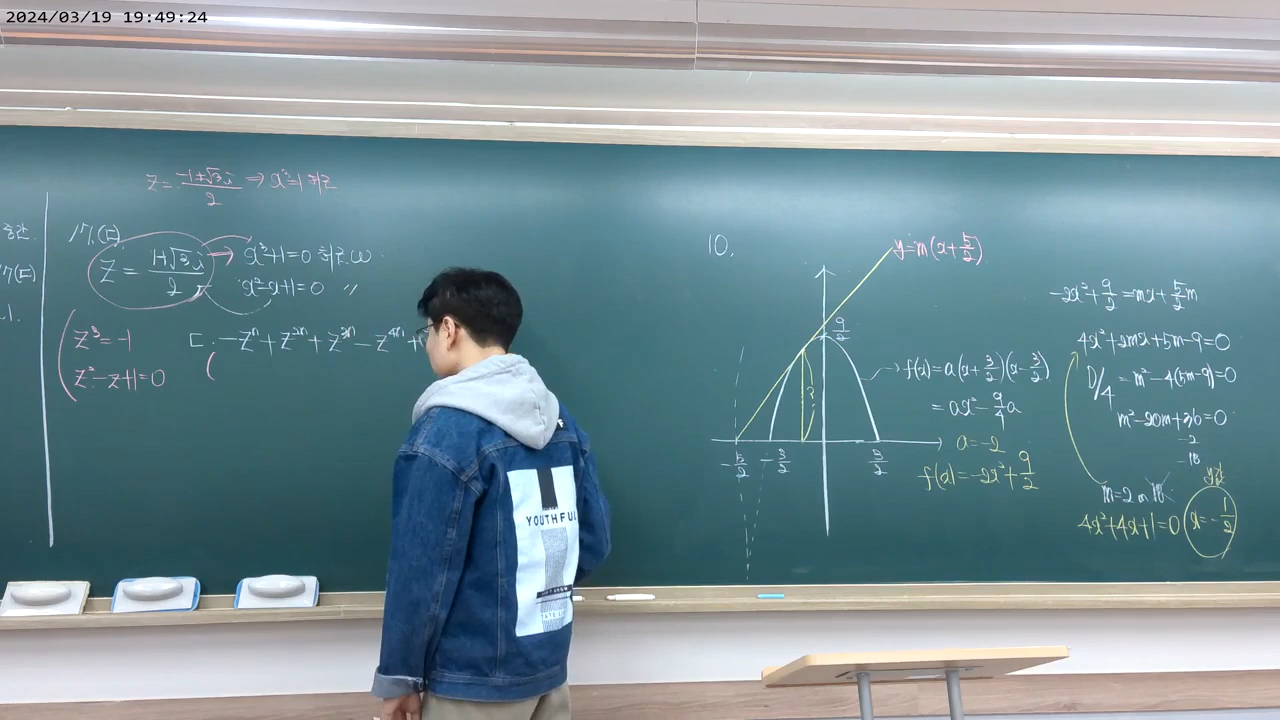 2024/03/19 19:49:24
z = (-1+√3i)/2 ⇒ x³=1 허근
17.(ㄷ)
z = (1+√3i)/2 → x³+1=0 허근 ω
x²-x+1=0 〃
z³=-1
z²-z+1=0
ㄷ. -zⁿ+z²ⁿ+z³ⁿ-z⁴ⁿ+
(
10.
y=m(x+5/2)
9/2
-5/2 -3/2 3/2
f(x)=a(x+3/2)(x-3/2)
=ax²-9/4a
a=-2
f(x)=-2x²+9/2
-2x²+9/2=mx+5/2m
4x²+2mx+5m-9=0
D/4=m²-4(5m-9)=0
m²-20m+36=0
-2
-18
m=2 or 18
4x²+4x+1=0
x=-1/2
YOUTHFUL